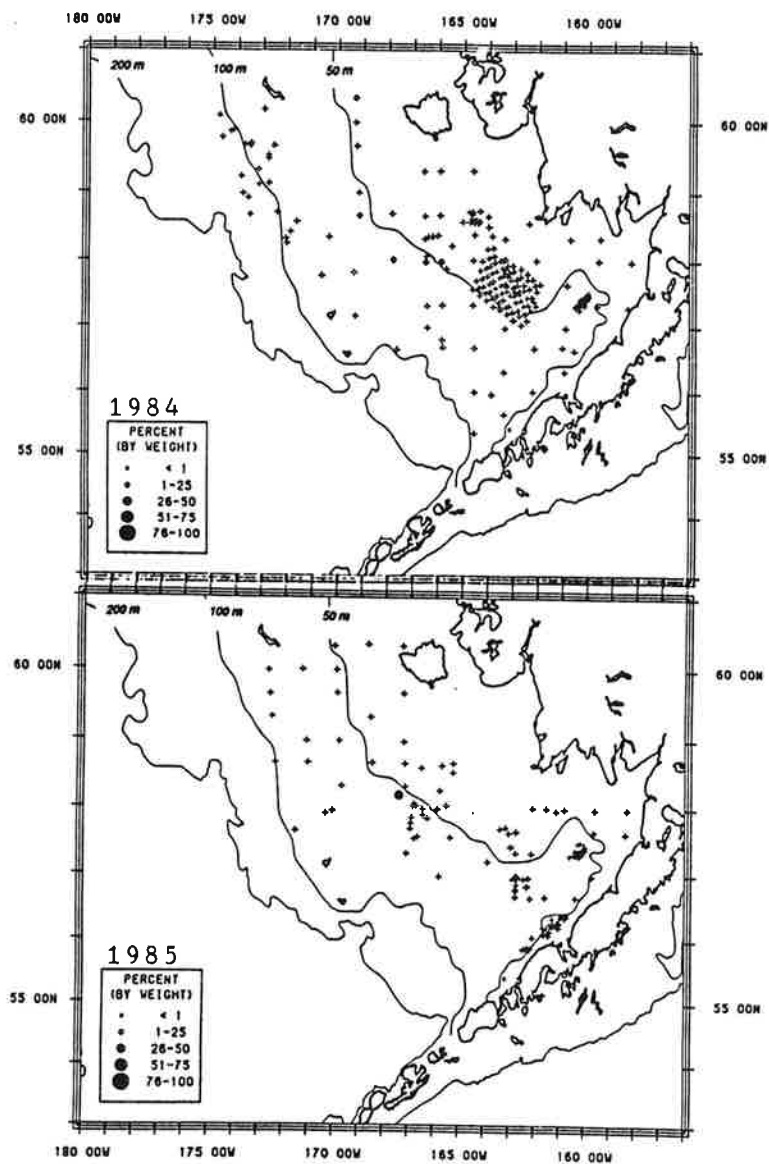 180 00W 175 00W 170 00W 165 00W 160 00W
200 m 100 m 50 m
60 00N 60 00N
1984
PERCENT
(BY WEIGHT)
< 1
1-25
26-50
51-75
76-100
55 00N 55 00N
200 m 100 m 50 m
60 00N 60 00N
1985
PERCENT
(BY WEIGHT)
< 1
1-25
26-50
51-75
76-100
55 00N 55 00N
180 00W 175 00W 170 00W 165 00W 160 00W